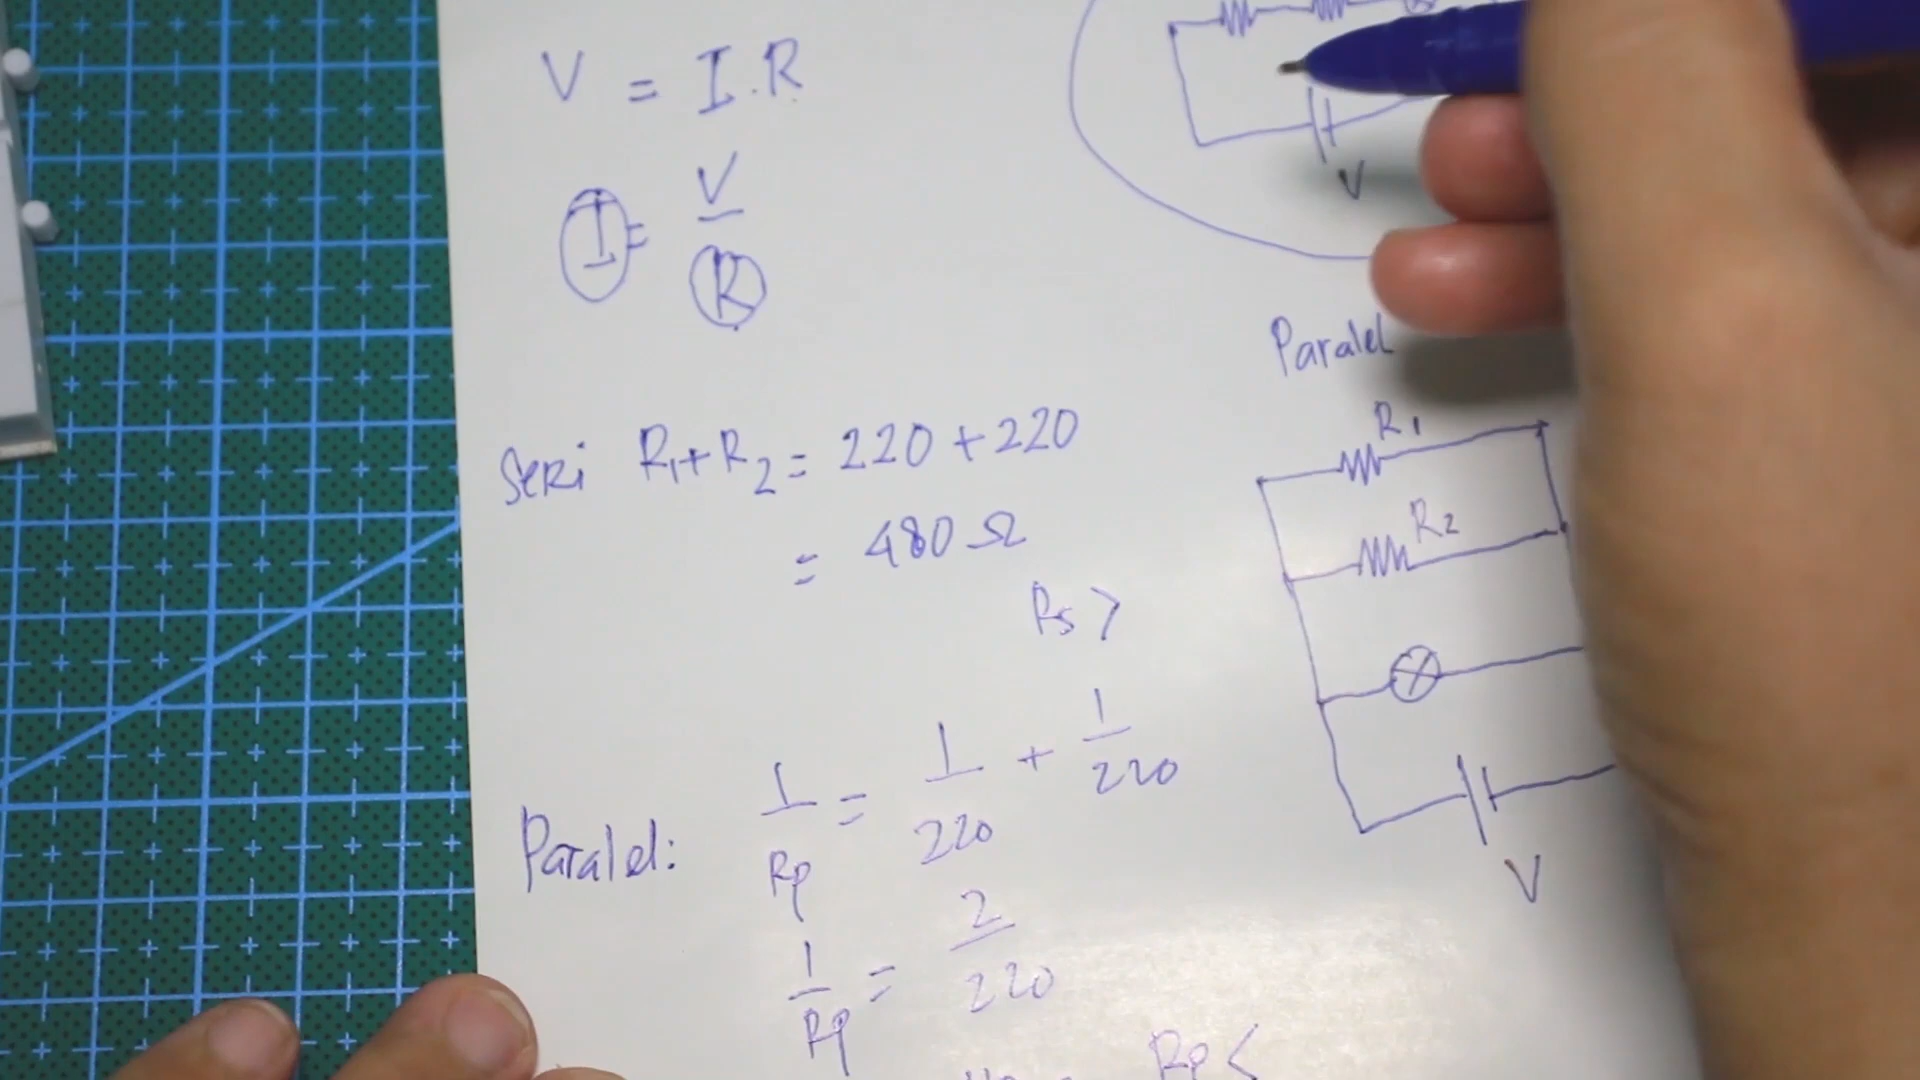 V = I.R
I = V/R
V
Paralel
Seri R1+R2 = 220+220
= 480 Ω
Rs >
R1
R2
V
Paralel: 1/Rp = 1/220 + 1/220
1/Rp = 2/220
Rp <